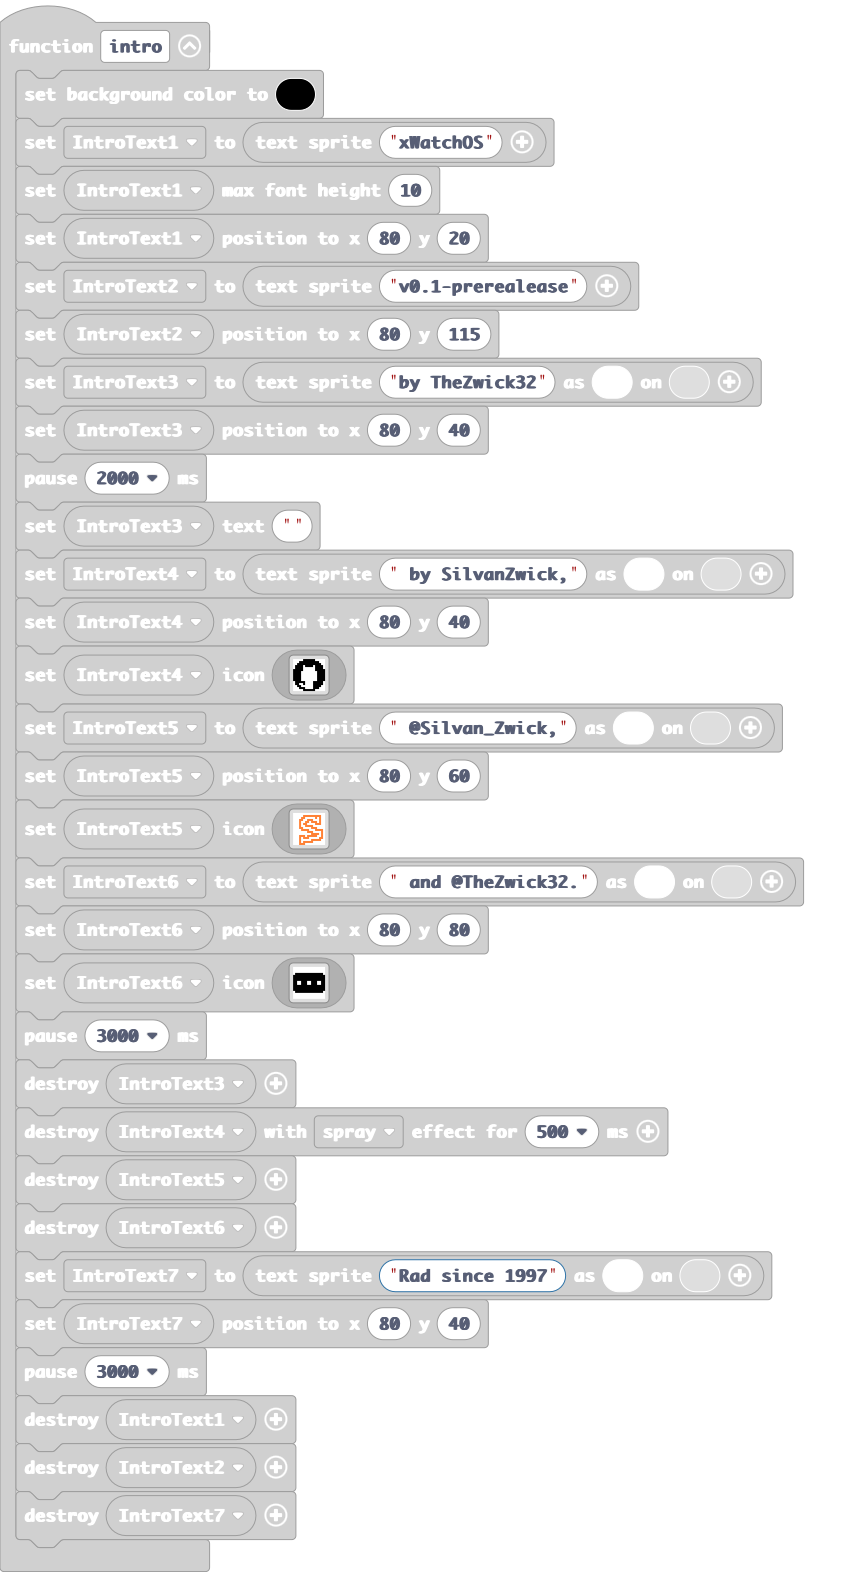 function intro
set background color to
set IntroText1 to text sprite "xWatchOS"
set IntroText1 max font height 10
set IntroText1 position to x 80 y 20
set IntroText2 to text sprite "v0.1-prerealease"
set IntroText2 position to x 80 y 115
set IntroText3 to text sprite "by TheZwick32" as on
set IntroText3 position to x 80 y 40
pause 2000 ms
set IntroText3 text " "
set IntroText4 to text sprite " by SilvanZwick," as on
set IntroText4 position to x 80 y 40
set IntroText4 icon
set IntroText5 to text sprite " @Silvan_Zwick," as on
set IntroText5 position to x 80 y 60
set IntroText5 icon
set IntroText6 to text sprite " and @TheZwick32." as on
set IntroText6 position to x 80 y 80
set IntroText6 icon
pause 3000 ms
destroy IntroText3
destroy IntroText4 with spray effect for 500 ms
destroy IntroText5
destroy IntroText6
set IntroText7 to text sprite "Rad since 1997" as on
set IntroText7 position to x 80 y 40
pause 3000 ms
destroy IntroText1
destroy IntroText2
destroy IntroText7